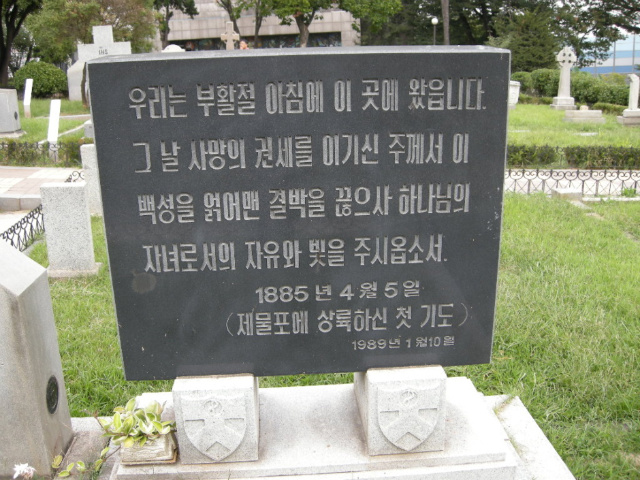 우리는 부활절 아침에 이 곳에 왔읍니다.
그 날 사망의 권세를 이기신 주께서 이
백성을 얽어맨 결박을 끊으사 하나님의
자녀로서의 자유와 빛을 주시옵소서.
1885년 4월 5일
(제물포에 상륙하신 첫 기도)
1989年 1월10일